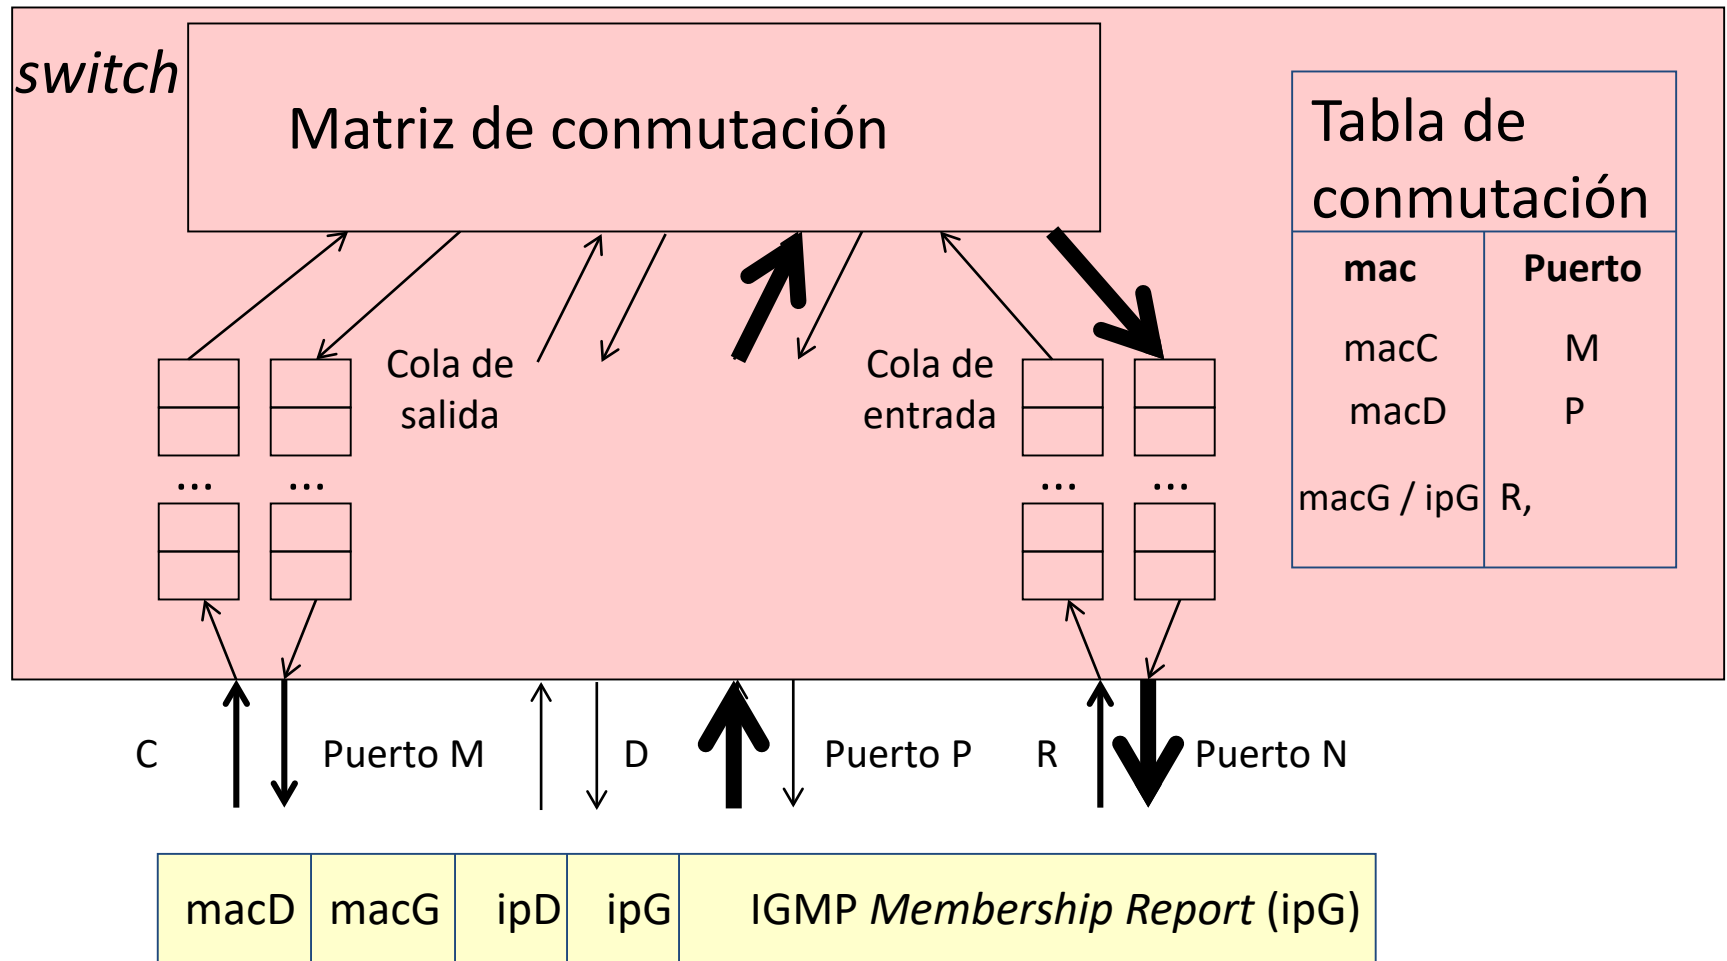 switch
Matriz de conmutación
Tabla de
conmutación
mac Puerto
macC M
macD P
macG / ipG R,
Cola de
salida
Cola de
entrada
... ... ... ...
C Puerto M D Puerto P R Puerto N
macD macG ipD ipG IGMP Membership Report (ipG)